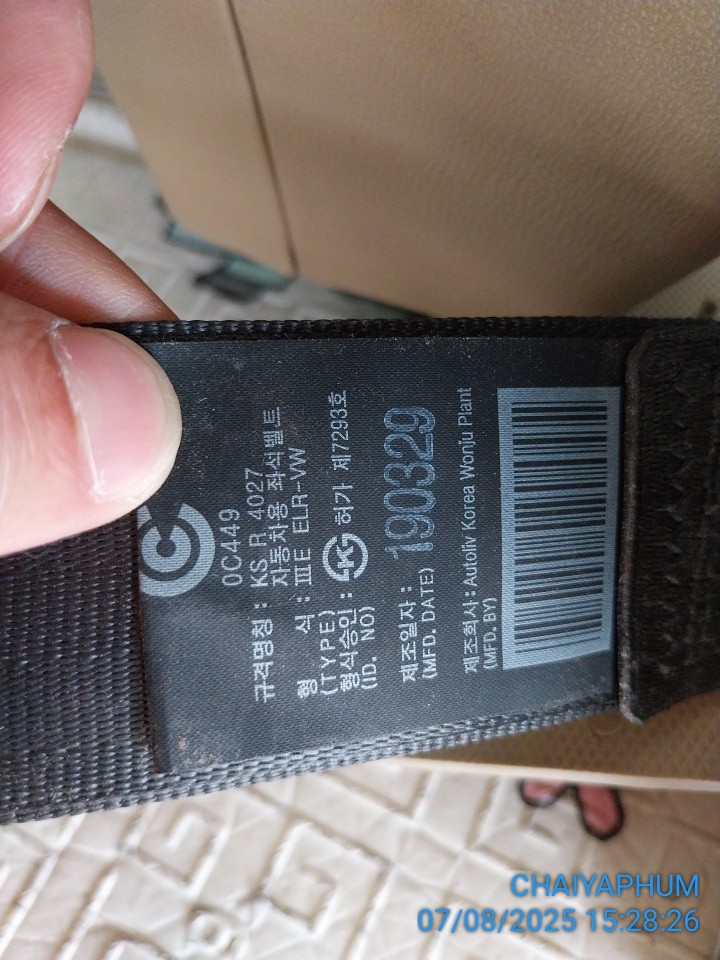 0C449
규격명칭 : KS R 4027
자동차용 좌석벨트
형 식 : ⅢE ELR-VW
(TYPE)
형식승인 : 허가 제7293호
(ID. NO)
제조일자 : 190329
(MFD. DATE)
제조회사 : Autoliv Korea Wonju Plant
(MFD. BY)
CHAIYAPHUM
07/08/2025 15:28:26